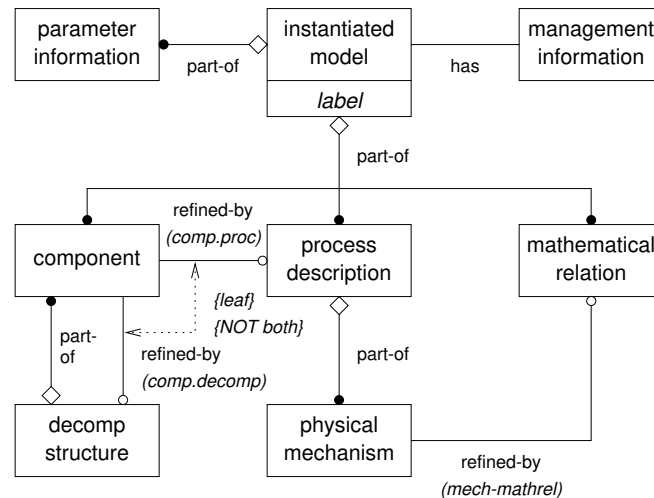 parameter
information
part-of
instantiated
model
label
has
management
information
part-of
component
refined-by
(comp.proc)
process
description
mathematical
relation
{leaf}
{NOT both}
part-
of
refined-by
(comp.decomp)
part-of
decomp
structure
physical
mechanism
refined-by
(mech-mathrel)